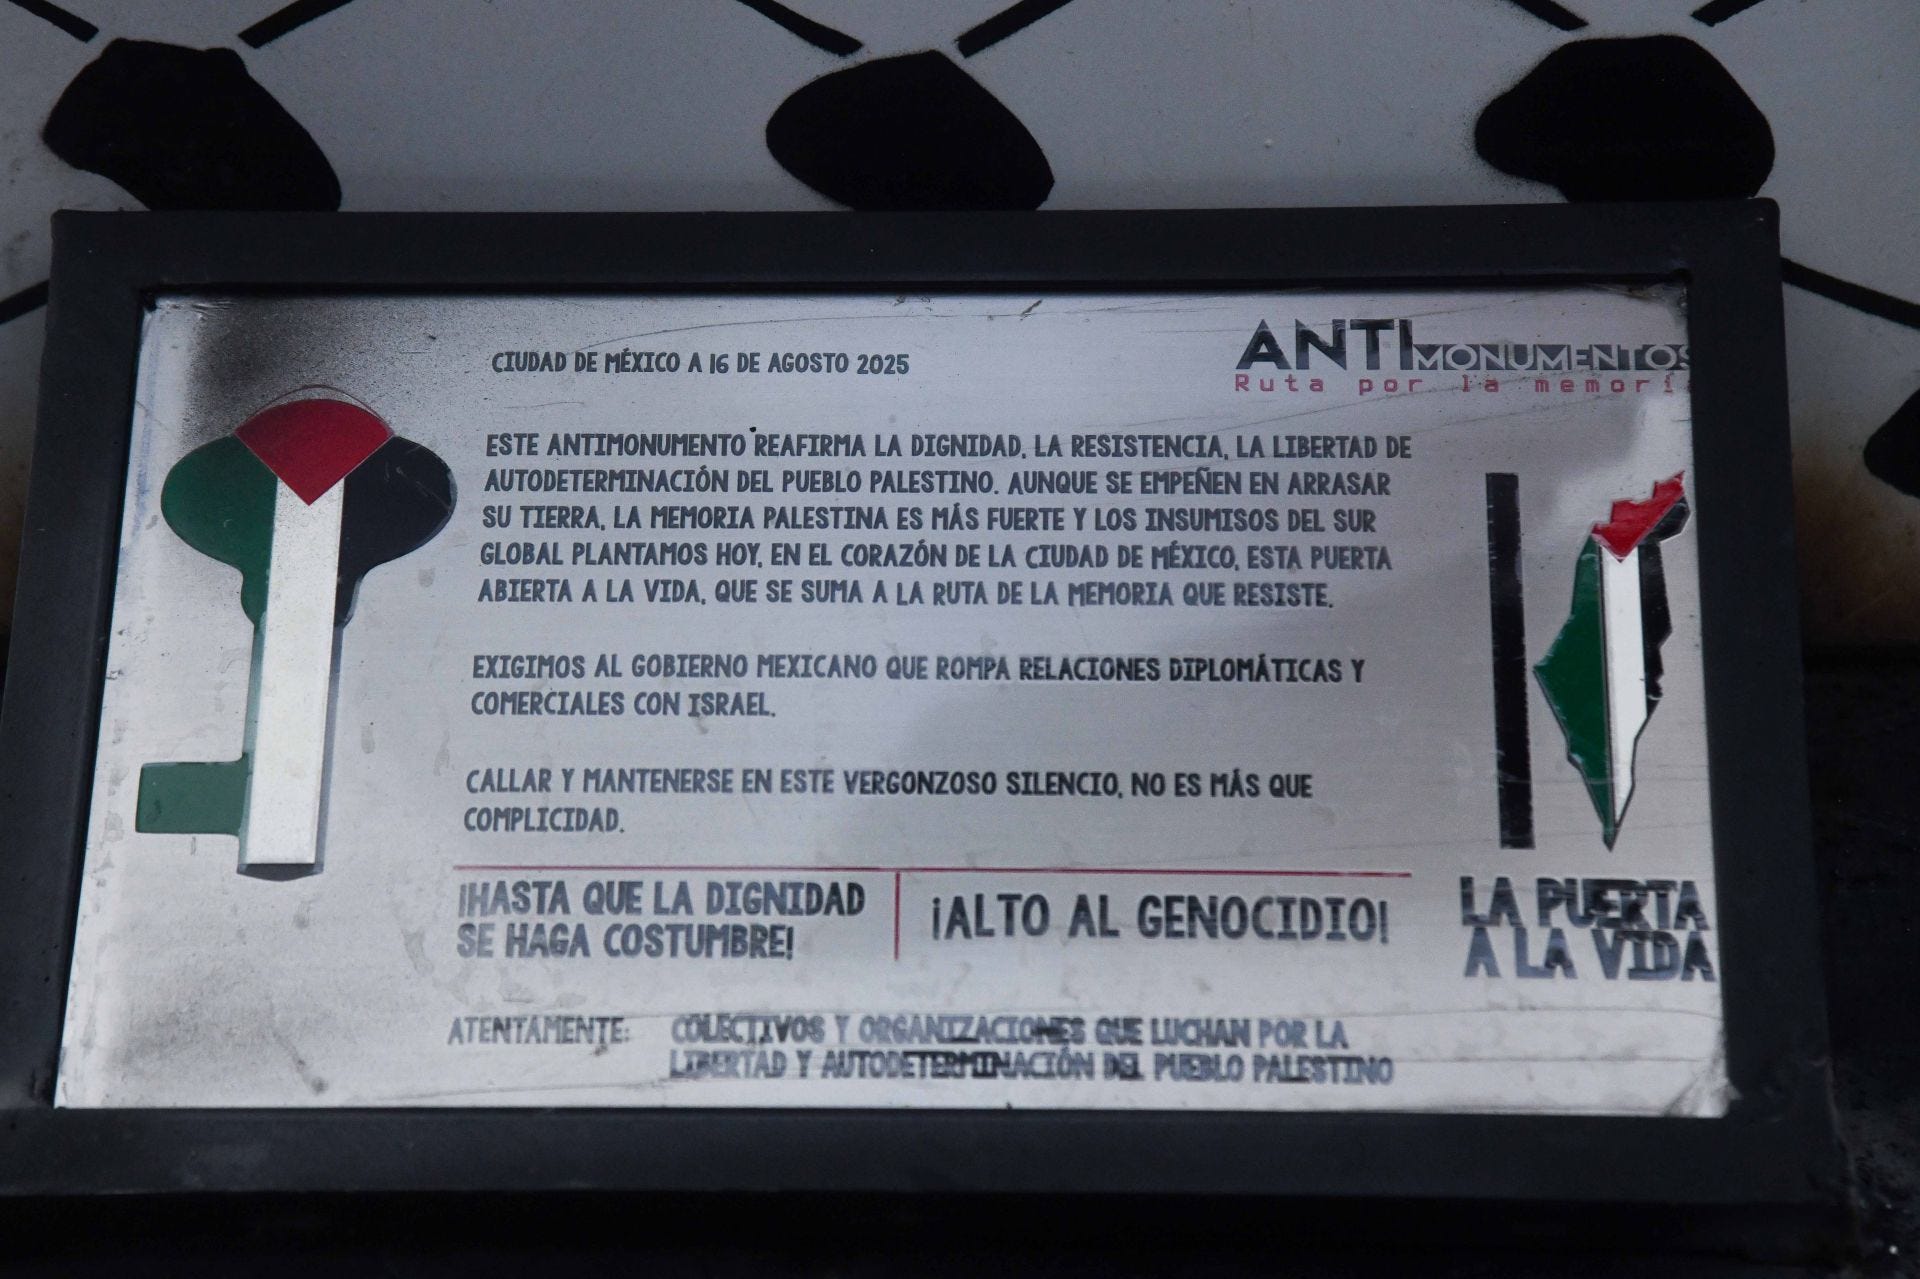 CIUDAD DE MÉXICO A 16 DE AGOSTO 2025
ANTIMONUMENTOS
Ruta por la memori
ESTE ANTIMONUMENTO REAFIRMA LA DIGNIDAD, LA RESISTENCIA, LA LIBERTAD DE
AUTODETERMINACIÓN DEL PUEBLO PALESTINO. AUNQUE SE EMPEÑEN EN ARRASAR
SU TIERRA, LA MEMORIA PALESTINA ES MÁS FUERTE Y LOS INSUMISOS DEL SUR
GLOBAL PLANTAMOS HOY, EN EL CORAZÓN DE LA CIUDAD DE MÉXICO, ESTA PUERTA
ABIERTA A LA VIDA, QUE SE SUMA A LA RUTA DE LA MEMORIA QUE RESISTE.
EXIGIMOS AL GOBIERNO MEXICANO QUE ROMPA RELACIONES DIPLOMÁTICAS Y
COMERCIALES CON ISRAEL.
CALLAR Y MANTENERSE EN ESTE VERGONZOSO SILENCIO, NO ES MÁS QUE
COMPLICIDAD.
¡HASTA QUE LA DIGNIDAD
SE HAGA COSTUMBRE!
¡ALTO AL GENOCIDIO!
LA PUERTA
A LA VIDA
ATENTAMENTE: COLECTIVOS Y ORGANIZACIONES QUE LUCHAN POR LA
LIBERTAD Y AUTODETERMINACIÓN DEL PUEBLO PALESTINO